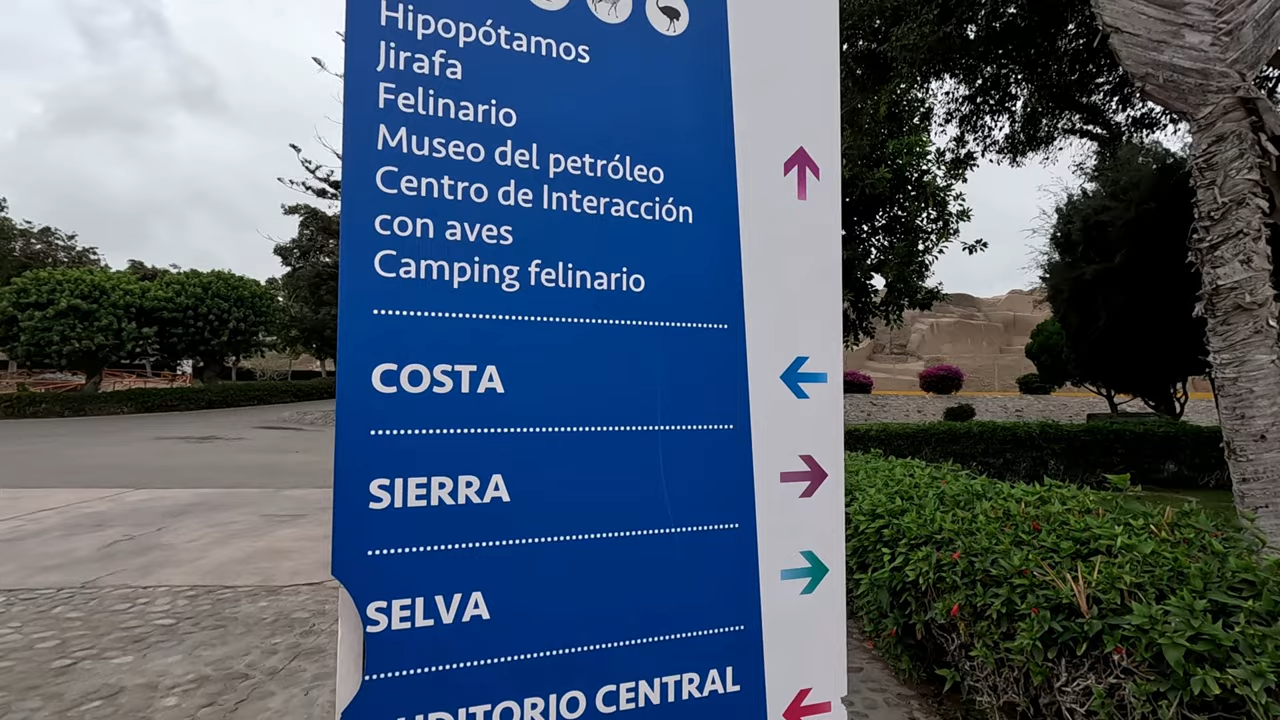 Hipopótamos
Jirafa
Felinario
Museo del petróleo
Centro de Interacción
con aves
Camping felinario
COSTA
SIERRA
SELVA
AUDITORIO CENTRAL